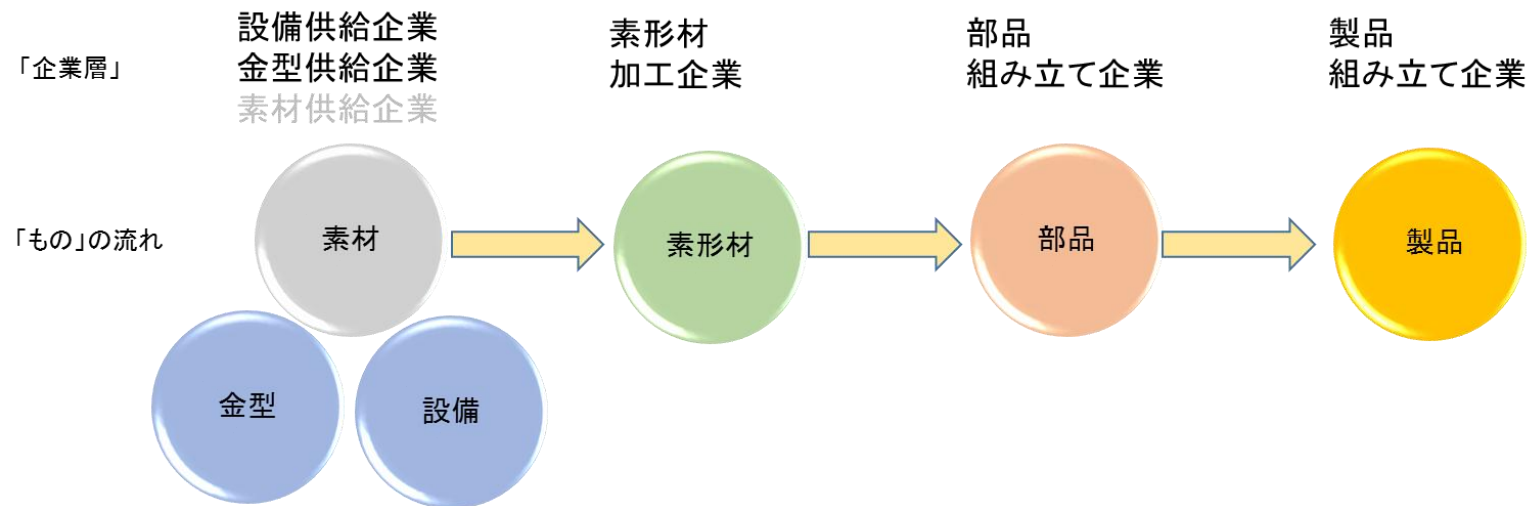 「企業層」
設備供給企業
金型供給企業
素材供給企業
素形材
加工企業
部品
組み立て企業
製品
組み立て企業
「もの」の流れ
素材
素形材
部品
製品
金型
設備